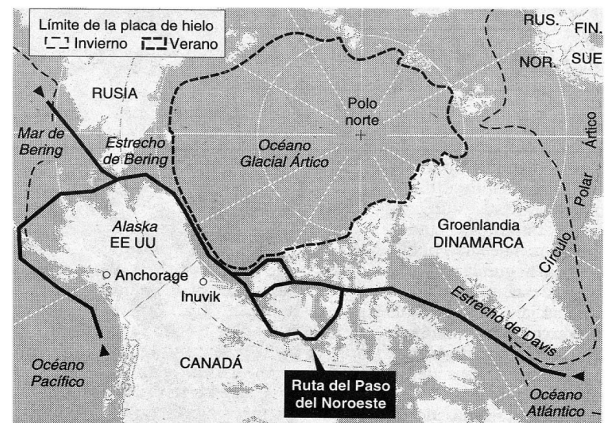 Límite de la placa de hielo
Invierno Verano
RUS.
FIN.
NOR.
SUE
RUSIA
Polo
norte
Mar de
Bering
Estrecho
de Bering
Océano
Glacial Ártico
Ártico
Polar
Círculo
Alaska
EE UU
Groenlandia
DINAMARCA
Anchorage
Inuvik
Estrecho de Davis
Océano
Pacífico
CANADÁ
Ruta del Paso
del Noroeste
Océano
Atlántico